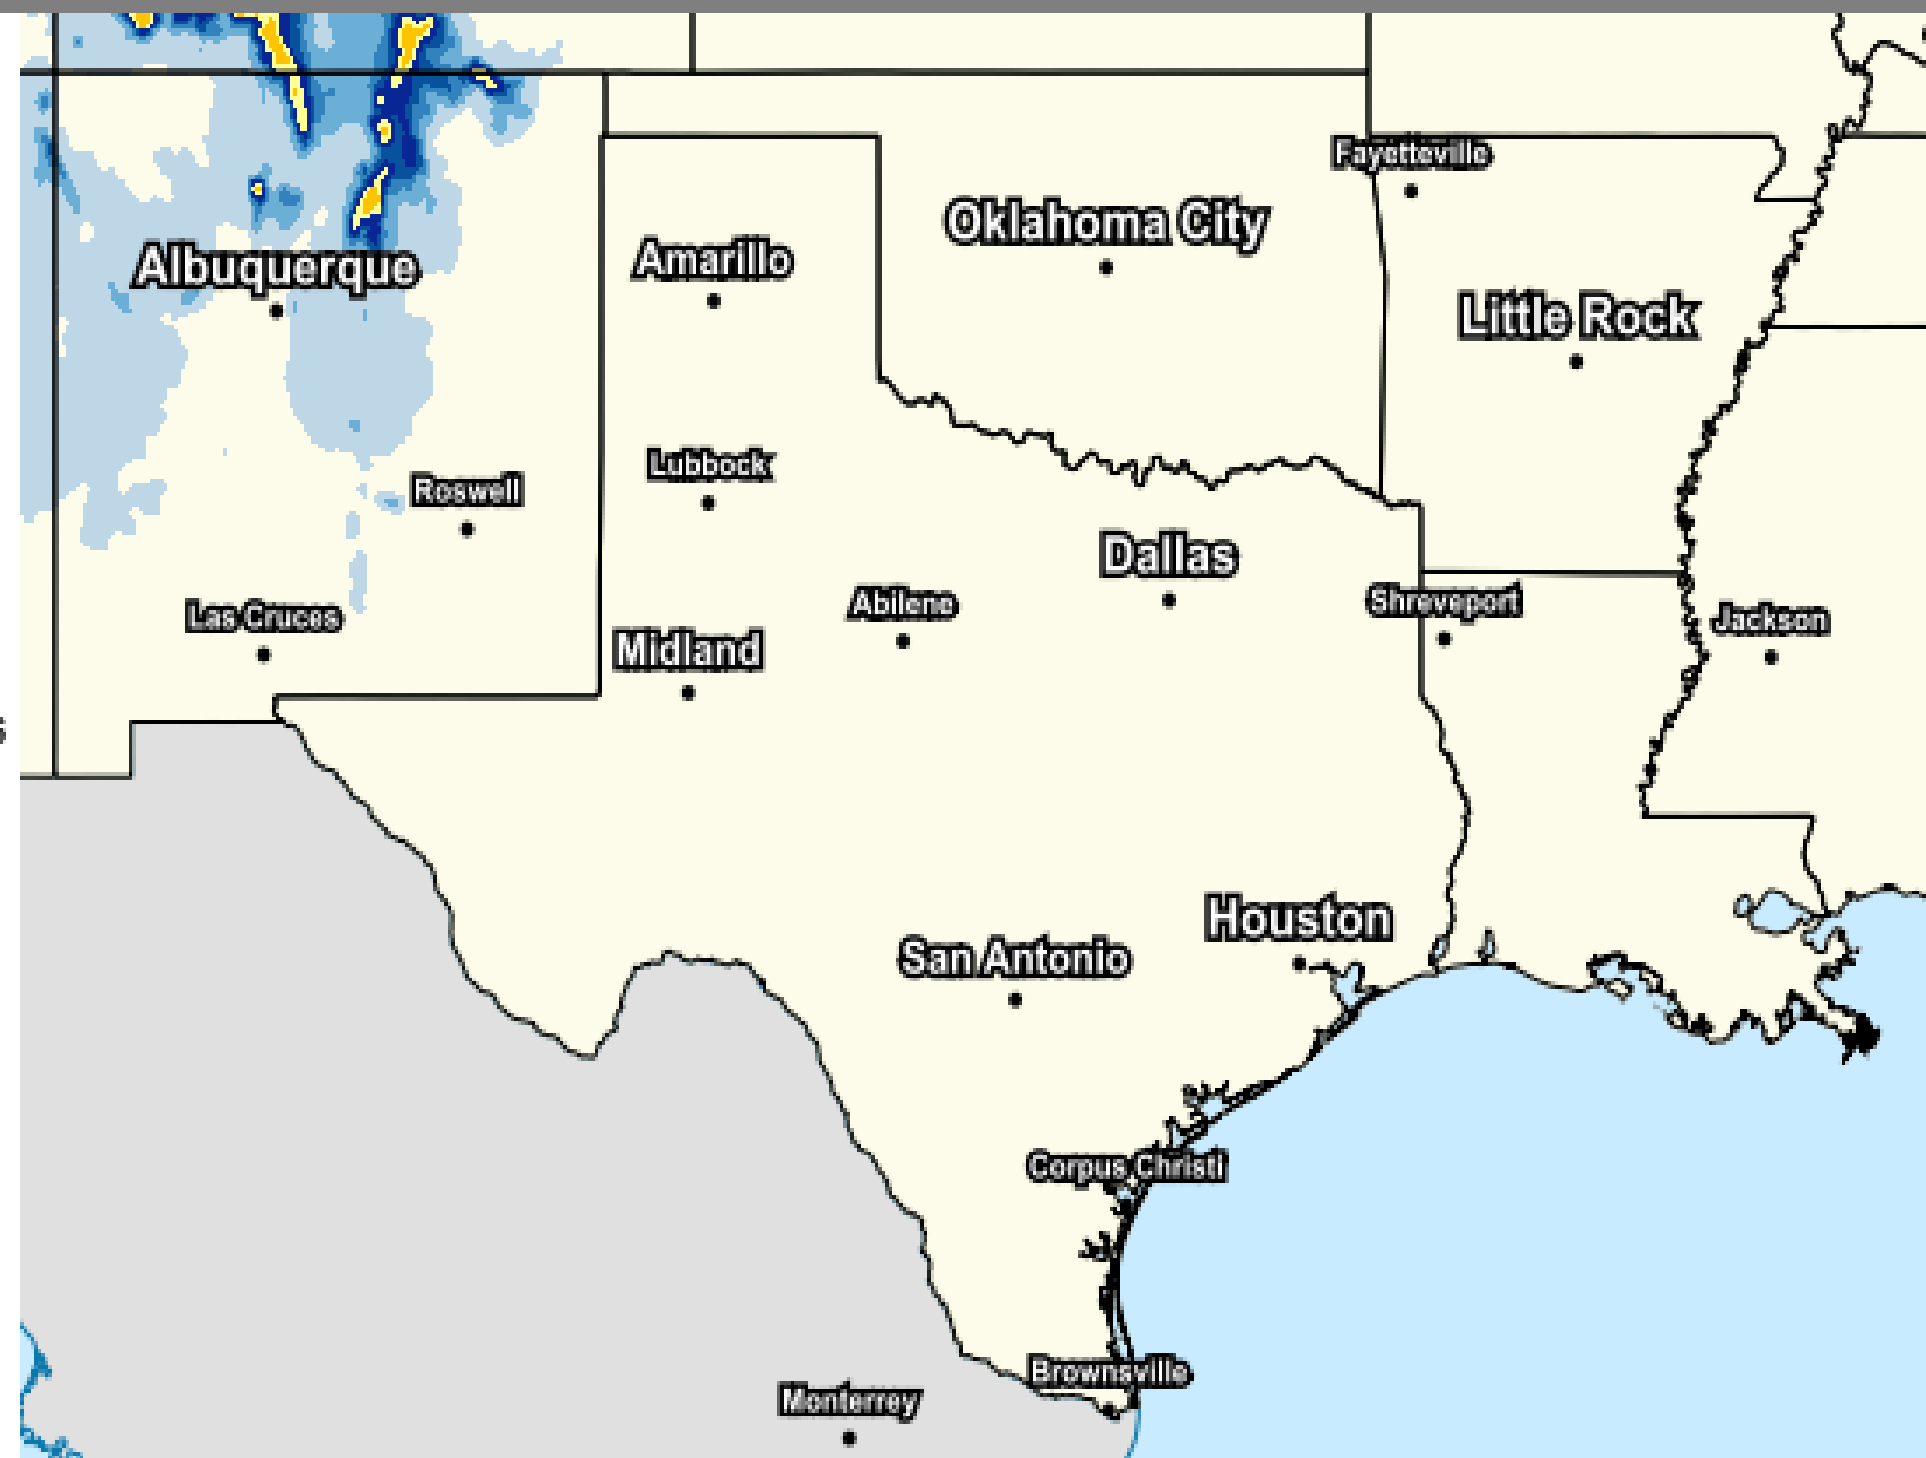 Fayetteville
Oklahoma City
Albuquerque
Amarillo
Little Rock
Lubbock
Roswell
Dallas
Abilene
Shreveport
Las Cruces
Jackson
Midland
s
Houston
San Antonio
Corpus Christi
Brownsville
Monterrey